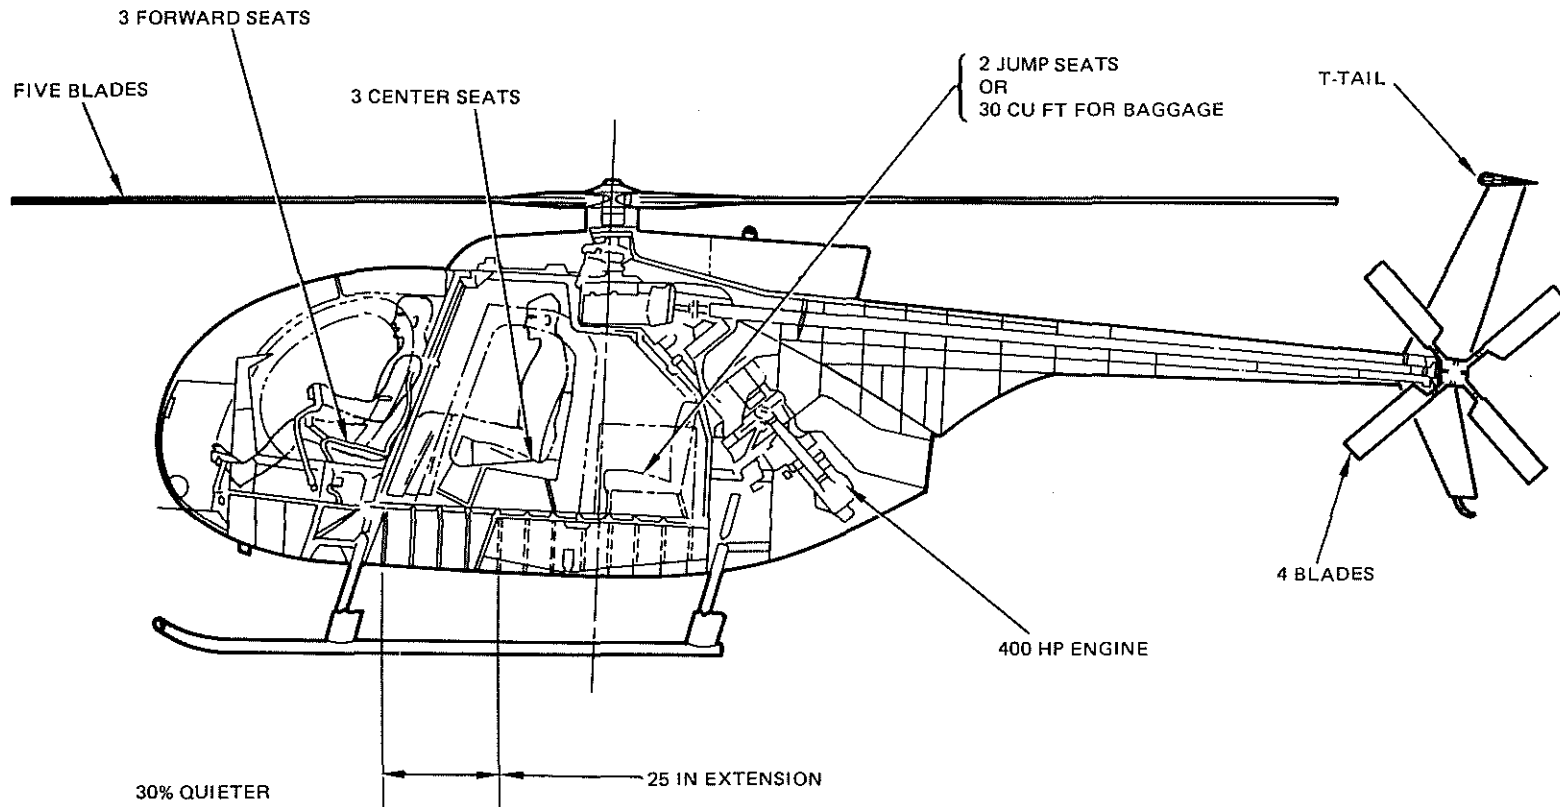 3 FORWARD SEATS
FIVE BLADES
3 CENTER SEATS
2 JUMP SEATS
OR
30 CU FT FOR BAGGAGE
T-TAIL
4 BLADES
400 HP ENGINE
25 IN EXTENSION
30% QUIETER